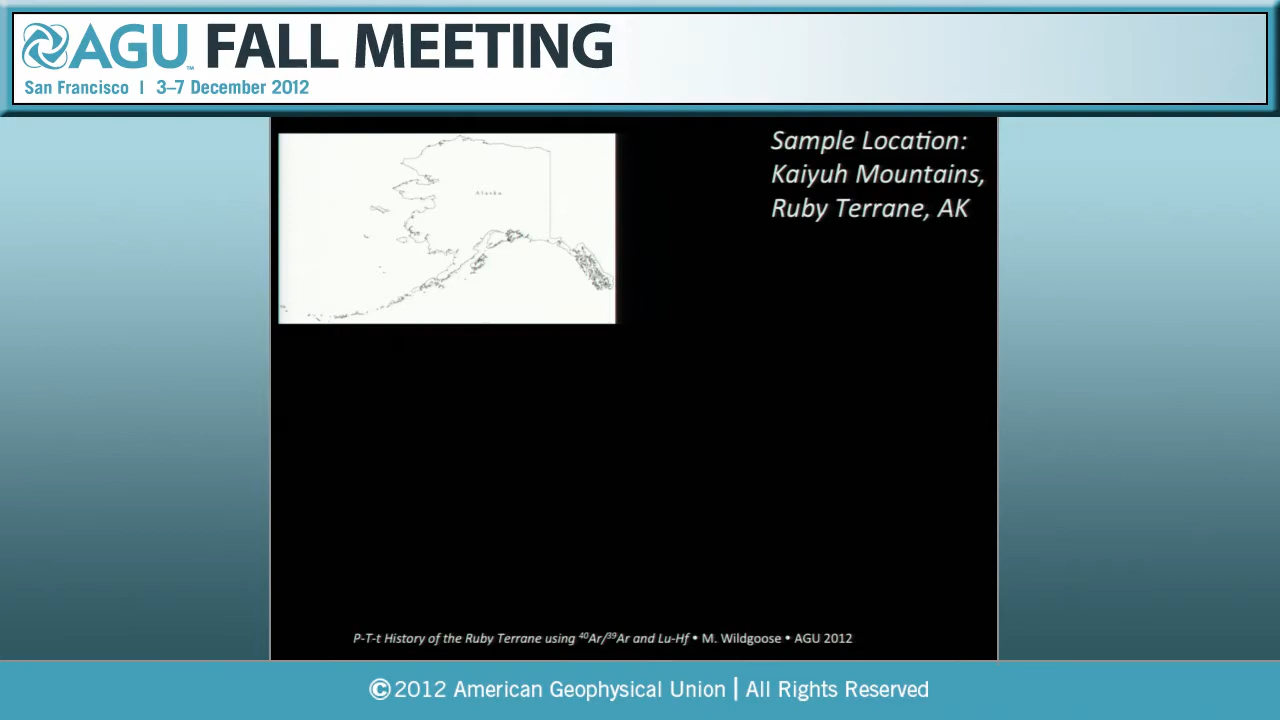 AGU™ FALL MEETING
San Francisco | 3–7 December 2012
Sample Location:
Kaiyuh Mountains,
Ruby Terrane, AK
Alaska
P-T-t History of the Ruby Terrane using ⁴⁰Ar/³⁹Ar and Lu-Hf • M. Wildgoose • AGU 2012
©2012 American Geophysical Union | All Rights Reserved